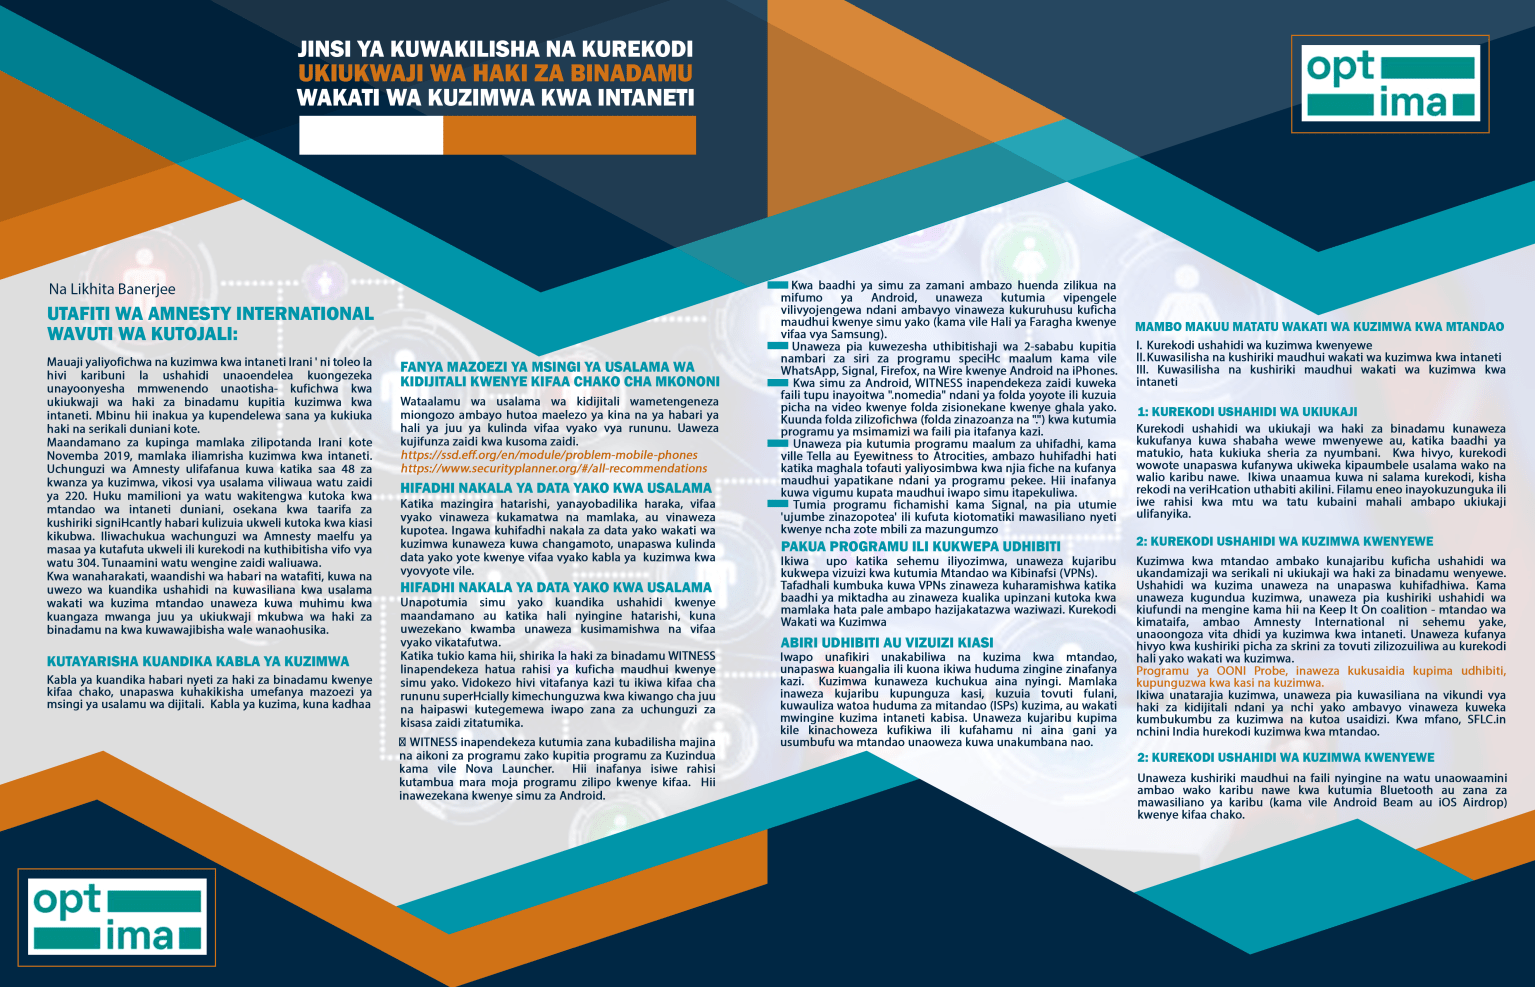 JINSI YA KUWAKILISHA NA KUREKODI
UKIUKWAJI WA HAKI ZA BINADAMU
WAKATI WA KUZIMWA KWA INTANETI
opt
ima
Na Likhita Banerjee
UTAFITI WA AMNESTY INTERNATIONAL
WAVUTI WA KUTOJALI:
Mauaji yaliyofichwa na kuzimwa kwa intaneti Irani ' ni toleo la
hivi karibuni la ushahidi unaoendelea kuongezeka
unayoonyesha mmwenendo unaotisha- kufichwa kwa
ukiukwaji wa haki za binadamu kupitia kuzimwa kwa
intaneti. Mbinu hii inakua ya kupendelewa sana ya kukiuka
haki na serikali duniani kote.
Maandamano za kupinga mamlaka zilipotanda Irani kote
Novemba 2019, mamlaka iliamrisha kuzimwa kwa intaneti.
Uchunguzi wa Amnesty ulifafanua kuwa katika saa 48 za
kwanza ya kuzimwa, vikosi vya usalama viliwaua watu zaidi
ya 220. Huku mamilioni ya watu wakitengwa kutoka kwa
mtandao wa intaneti duniani, osekana kwa taarifa za
kushiriki signiHcantly habari kulizuia ukweli kutoka kwa kiasi
kikubwa. Iliwachukua wachunguzi wa Amnesty maelfu ya
masaa ya kutafuta ukweli ili kurekodi na kuthibitisha vifo vya
watu 304. Tunaamini watu wengine zaidi waliuawa.
Kwa wanaharakati, waandishi wa habari na watafiti, kuwa na
uwezo wa kuandika ushahidi na kuwasiliana kwa usalama
wakati wa kuzima mtandao unaweza kuwa muhimu kwa
kuangaza mwanga juu ya ukiukwaji mkubwa wa haki za
binadamu na kwa kuwawajibisha wale wanaohusika.
KUTAYARISHA KUANDIKA KABLA YA KUZIMWA
Kabla ya kuandika habari nyeti za haki za binadamu kwenye
kifaa chako, unapaswa kuhakikisha umefanya mazoezi ya
msingi ya usalamu wa dijitali.  Kabla ya kuzima, kuna kadhaa
FANYA MAZOEZI YA MSINGI YA USALAMA WA
KIDIJITALI KWENYE KIFAA CHAKO CHA MKONONI
Wataalamu wa usalama wa kidijitali wametengeneza
miongozo ambayo hutoa maelezo ya kina na ya habari ya
hali ya juu ya kulinda vifaa vyako vya rununu. Uaweza
kujifunza zaidi kwa kusoma zaidi.
https://ssd.eff.org/en/module/problem-mobile-phones
https://www.securityplanner.org/#/all-recommendations
HIFADHI NAKALA YA DATA YAKO KWA USALAMA
Katika mazingira hatarishi, yanayobadilika haraka, vifaa
vyako vinaweza kukamatwa na mamlaka, au vinaweza
kupotea. Ingawa kuhifadhi nakala za data yako wakati wa
kuzimwa kunaweza kuwa changamoto, unapaswa kulinda
data yako yote kwenye vifaa vyako kabla ya  kuzimwa kwa
vyovyote vile.
HIFADHI NAKALA YA DATA YAKO KWA USALAMA
Unapotumia simu yako kuandika ushahidi kwenye
maandamano au katika hali nyingine hatarishi, kuna
uwezekano kwamba unaweza kusimamishwa na vifaa
vyako vikatafutwa.
Katika tukio kama hii, shirika la haki za binadamu WITNESS
linapendekeza hatua rahisi ya kuficha maudhui kwenye
simu yako. Vidokezo hivi vitafanya kazi tu ikiwa kifaa cha
rununu superHcially kimechunguzwa kwa kiwango cha juu
na haipaswi kutegemewa iwapo zana za uchunguzi za
kisasa zaidi zitatumika.
WITNESS inapendekeza kutumia zana kubadilisha majina
na aikoni za programu zako kupitia programu za Kuzindua
kama vile Nova Launcher.  Hii inafanya isiwe rahisi
kutambua mara moja programu zilipo kwenye kifaa.  Hii
inawezekana kwenye simu za Android.
Kwa baadhi ya simu za zamani ambazo huenda zilikua na
mifumo ya Android, unaweza kutumia vipengele
vilivyojengewa ndani ambavyo vinaweza kukuruhusu kuficha
maudhui kwenye simu yako (kama vile Hali ya Faragha kwenye
vifaa vya Samsung).
Unaweza pia kuwezesha uthibitishaji wa 2-sababu kupitia
nambari za siri za programu speciHc maalum kama vile
WhatsApp, Signal, Firefox, na Wire kwenye Android na iPhones.
Kwa simu za Android, WITNESS inapendekeza zaidi kuweka
faili tupu inayoitwa ".nomedia" ndani ya folda yoyote ili kuzuia
picha na video kwenye folda zisionekane kwenye ghala yako.
Kuunda folda zilizofichwa (folda zinazoanza na ".") kwa kutumia
programu ya msimamizi wa faili pia itafanya kazi.
Unaweza pia kutumia programu maalum za uhifadhi, kama
ville Tella au Eyewitness to Atrocities, ambazo huhifadhi hati
katika maghala tofauti yaliyosimbwa kwa njia fiche na kufanya
maudhui yapatikane ndani ya programu pekee. Hii inafanya
kuwa vigumu kupata maudhui iwapo simu itapekuliwa.
Tumia programu fichamishi kama Signal, na pia utumie
'ujumbe zinazopotea' ili kufuta kiotomatiki mawasiliano nyeti
kwenye ncha zote mbili za mazungumzo
PAKUA PROGRAMU ILI KUKWEPA UDHIBITI
Ikiwa  upo katika sehemu iliyozimwa, unaweza kujaribu
kukwepa vizuizi kwa kutumia Mtandao wa Kibinafsi (VPNs).
Tafadhali kumbuka kuwa VPNs zinaweza kuharamishwa katika
baadhi ya miktadha au zinaweza kualika upinzani kutoka kwa
mamlaka hata pale ambapo hazijakatazwa waziwazi. Kurekodi
Wakati wa Kuzimwa
ABIRI UDHIBITI AU VIZUIZI KIASI
Iwapo unafikiri unakabiliwa na kuzima kwa mtandao,
unapaswa kuangalia ili kuona ikiwa huduma zingine zinafanya
kazi.  Kuzimwa kunaweza kuchukua aina nyingi. Mamlaka
inaweza kujaribu kupunguza kasi, kuzuia tovuti fulani,
kuwauliza watoa huduma za mitandao (ISPs) kuzima, au wakati
mwingine kuzima intaneti kabisa. Unaweza kujaribu kupima
kile kinachoweza kufikiwa ili kufahamu ni aina gani ya
usumbufu wa mtandao unaoweza kuwa unakumbana nao.
MAMBO MAKUU MATATU WAKATI WA KUZIMWA KWA MTANDAO
I.  Kurekodi ushahidi wa kuzimwa kwenyewe
II.Kuwasilisha na kushiriki maudhui wakati wa kuzimwa kwa intaneti
III.  Kuwasilisha na kushiriki maudhui wakati wa kuzimwa kwa
intaneti
1: KUREKODI USHAHIDI WA UKIUKAJI
Kurekodi ushahidi wa ukiukaji wa haki za binadamu kunaweza
kukufanya kuwa shabaha wewe mwenyewe au, katika baadhi ya
matukio, hata kukiuka sheria za nyumbani.  Kwa hivyo, kurekodi
wowote unapaswa kufanywa ukiweka kipaumbele usalama wako na
walio karibu nawe.  Ikiwa unaamua kuwa ni salama kurekodi, kisha
rekodi na veriHcation uthabiti akilini. Filamu eneo inayokuzunguka ili
iwe rahisi kwa mtu wa tatu kubaini mahali ambapo ukiukaji
ulifanyika.
2: KUREKODI USHAHIDI WA KUZIMWA KWENYEWE
Kuzimwa kwa mtandao ambako kunajaribu kuficha ushahidi wa
ukandamizaji wa serikali ni ukiukaji wa haki za binadamu wenyewe.
Ushahidi wa kuzima unaweza na unapaswa kuhifadhiwa. Kama
unaweza kugundua kuzimwa, unaweza pia kushiriki ushahidi wa
kiufundi na mengine kama hii na Keep It On coalition - mtandao wa
kimataifa, ambao Amnesty International ni sehemu yake,
unaoongoza vita dhidi ya kuzimwa kwa intaneti. Unaweza kufanya
hivyo kwa kushiriki picha za skrini za tovuti zilizozuiliwa au kurekodi
hali yako wakati wa kuzimwa.
Programu ya OONI Probe, inaweza kukusaidia kupima udhibiti,
kupunguzwa kwa kasi na kuzimwa.
Ikiwa unatarajia kuzimwa, unaweza pia kuwasiliana na vikundi vya
haki za kidijitali ndani ya nchi yako ambavyo vinaweza kuweka
kumbukumbu za kuzimwa na kutoa usaidizi. Kwa mfano, SFLC.in
nchini India hurekodi kuzimwa kwa mtandao.
2: KUREKODI USHAHIDI WA KUZIMWA KWENYEWE
Unaweza kushiriki maudhui na faili nyingine na watu unaowaamini
ambao wako karibu nawe kwa kutumia Bluetooth au zana za
mawasiliano ya karibu (kama vile Android Beam au iOS Airdrop)
kwenye kifaa chako.
opt
ima